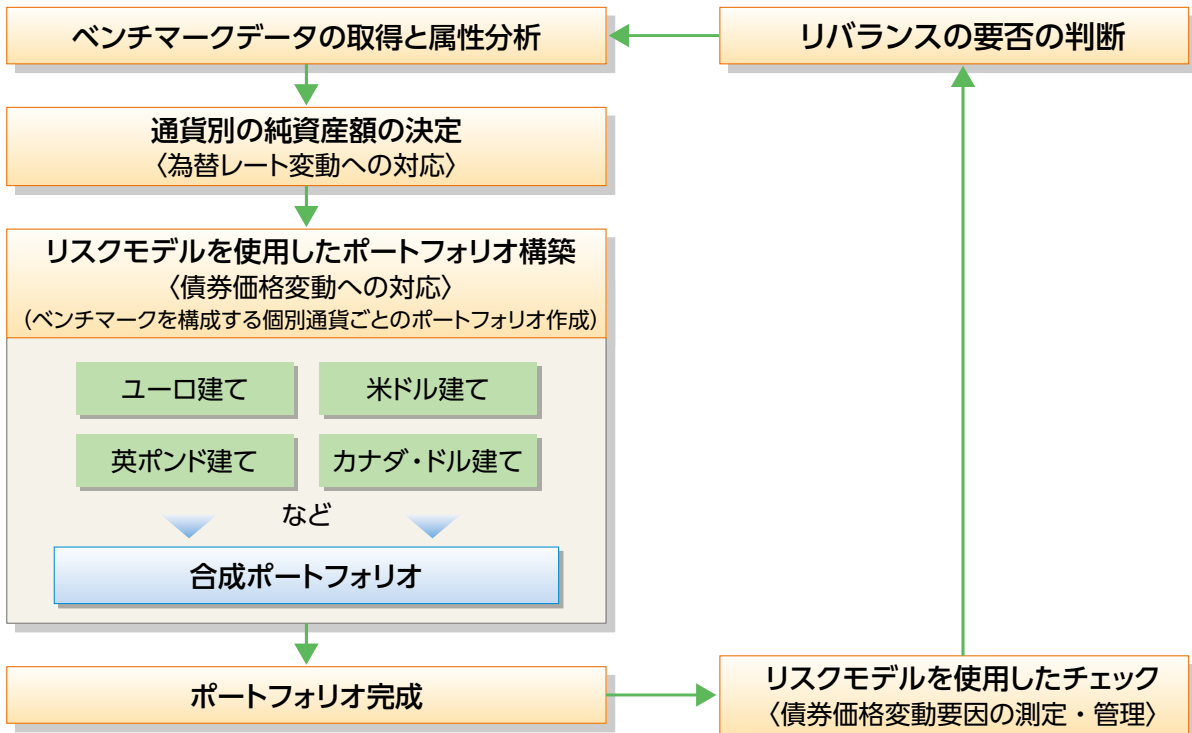 ベンチマークデータの取得と属性分析
リバランスの要否の判断
通貨別の純資産額の決定
〈為替レート変動への対応〉
リスクモデルを使用したポートフォリオ構築
〈債券価格変動への対応〉
(ベンチマークを構成する個別通貨ごとのポートフォリオ作成)
ユーロ建て
米ドル建て
英ポンド建て
カナダ・ドル建て
など
合成ポートフォリオ
ポートフォリオ完成
リスクモデルを使用したチェック
〈債券価格変動要因の測定・管理〉